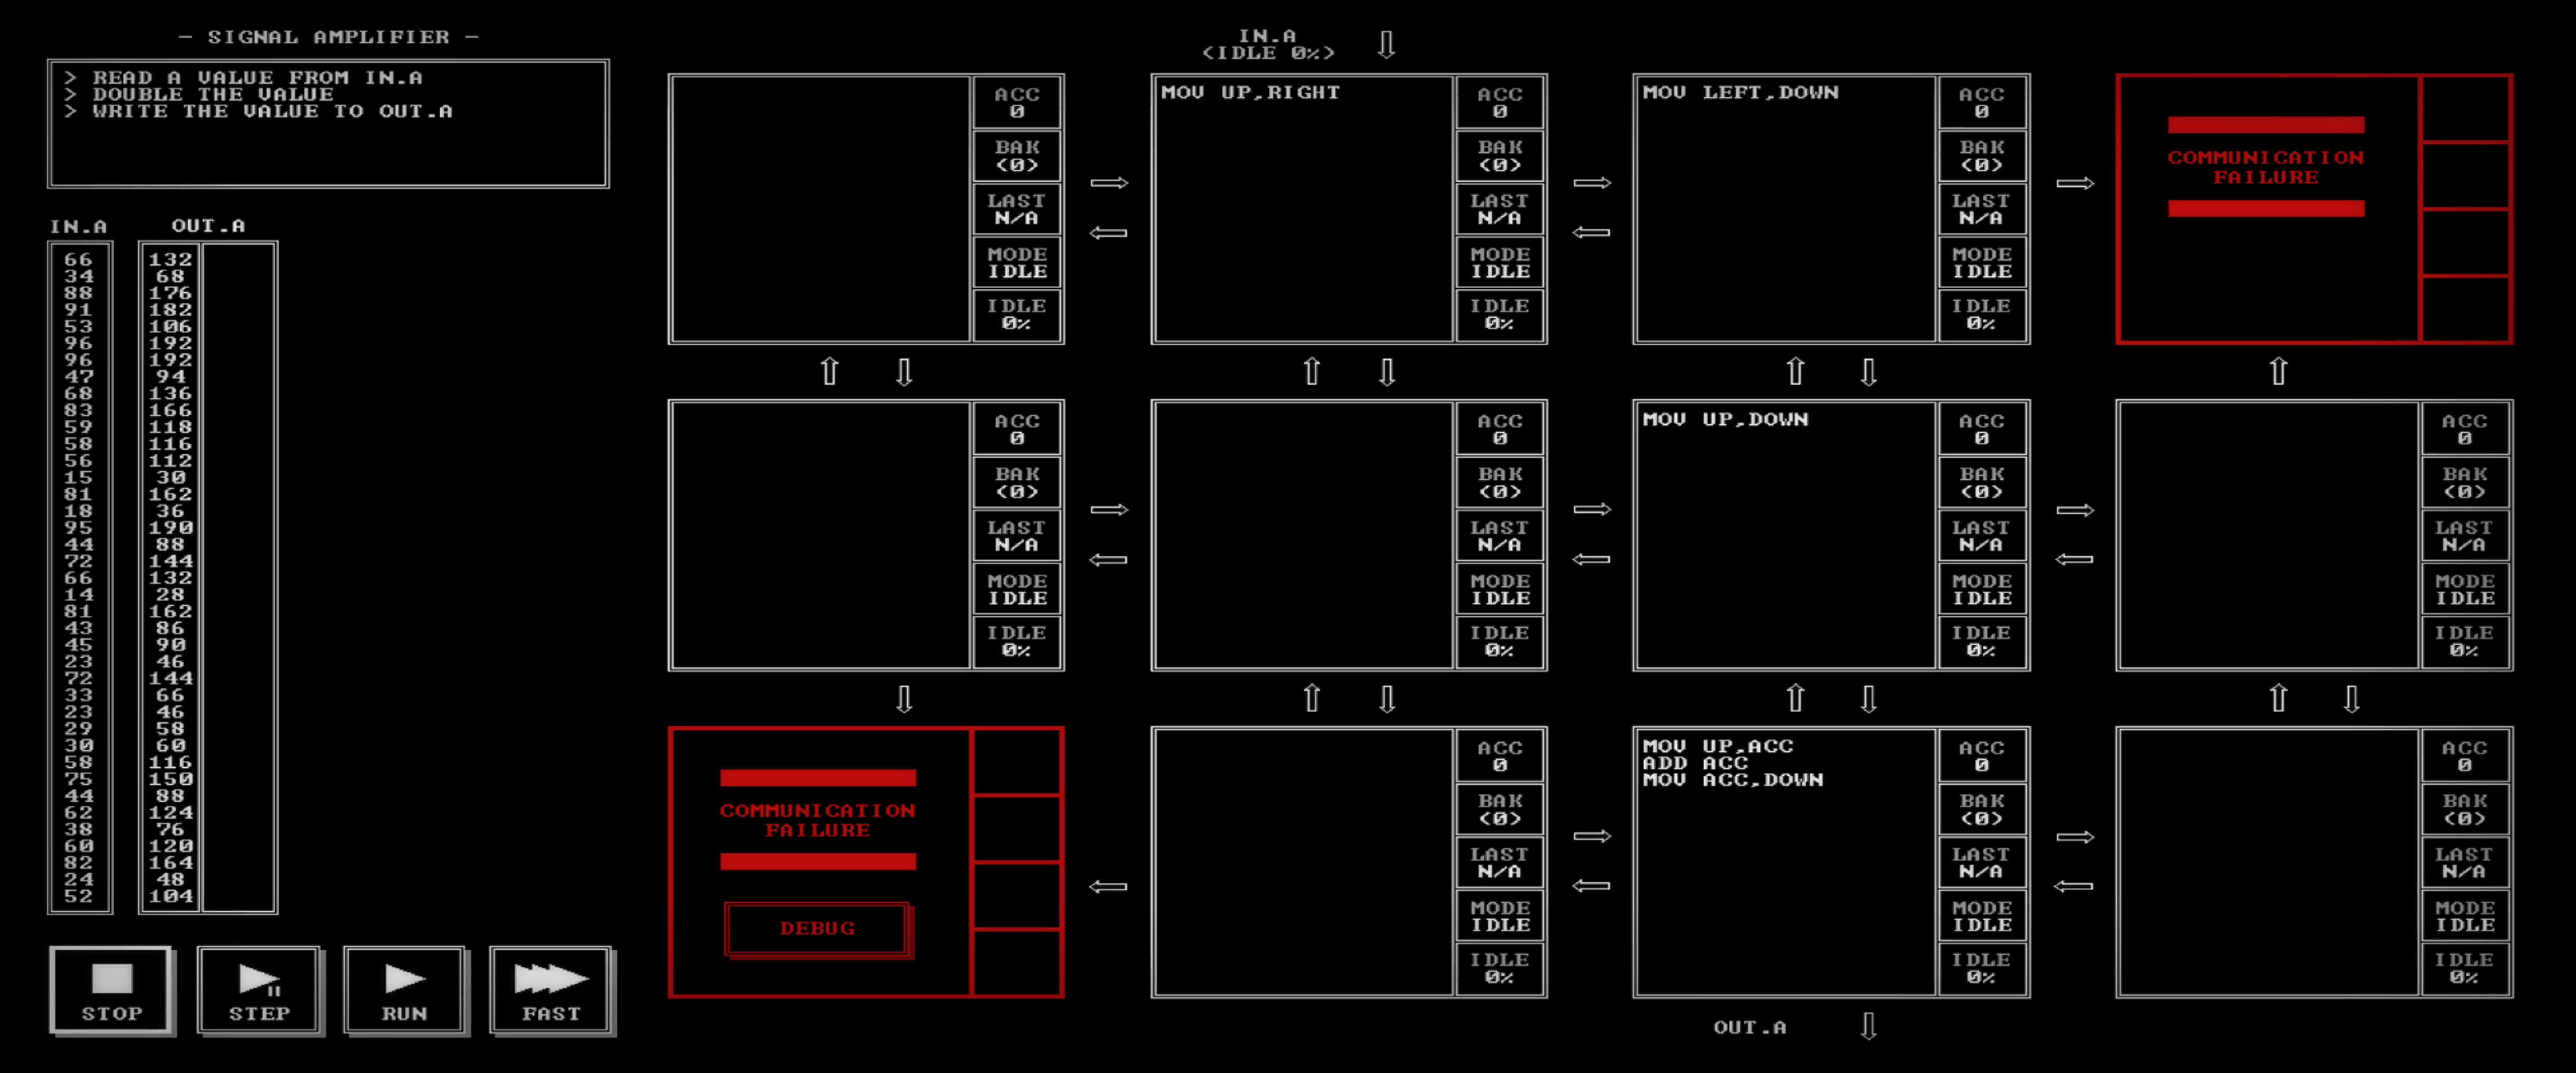 - SIGNAL AMPLIFIER -
> READ A VALUE FROM IN.A
> DOUBLE THE VALUE
> WRITE THE VALUE TO OUT.A
IN.A OUT.A
66 132
34 68
88 176
91 182
53 106
96 192
96 192
47 94
68 136
83 166
59 118
58 116
56 112
15 30
81 162
18 36
95 190
44 88
72 144
66 132
14 28
81 162
43 86
45 90
23 46
72 144
33 66
23 46
29 58
30 60
58 116
75 150
44 88
62 124
38 76
60 120
82 164
24 48
52 104
STOP
STEP
RUN
FAST
IN.A
(IDLE 0%)
ACC
0
BAK
(0)
LAST
N/A
MODE
IDLE
IDLE
0%
MOV UP,RIGHT
ACC
0
BAK
(0)
LAST
N/A
MODE
IDLE
IDLE
0%
MOV LEFT,DOWN
ACC
0
BAK
(0)
LAST
N/A
MODE
IDLE
IDLE
0%
COMMUNICATION
FAILURE
ACC
0
BAK
(0)
LAST
N/A
MODE
IDLE
IDLE
0%
ACC
0
BAK
(0)
LAST
N/A
MODE
IDLE
IDLE
0%
MOV UP,DOWN
ACC
0
BAK
(0)
LAST
N/A
MODE
IDLE
IDLE
0%
ACC
0
BAK
(0)
LAST
N/A
MODE
IDLE
IDLE
0%
COMMUNICATION
FAILURE
DEBUG
ACC
0
BAK
(0)
LAST
N/A
MODE
IDLE
IDLE
0%
MOV UP,ACC
ADD ACC
MOV ACC,DOWN
ACC
0
BAK
(0)
LAST
N/A
MODE
IDLE
IDLE
0%
ACC
0
BAK
(0)
LAST
N/A
MODE
IDLE
IDLE
0%
OUT.A